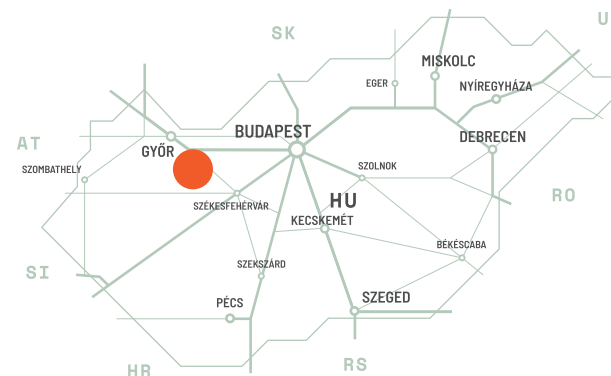 SK
U
MISKOLC
EGER
NYÍREGYHÁZA
BUDAPEST
DEBRECEN
AT
GYŐR
SZOMBATHELY
SZOLNOK
RO
HU
SZÉKESFEHÉRVÁR
KECSKEMÉT
BÉKÉSCABA
SZEKSZÁRD
SI
PÉCS
SZEGED
RS
HR